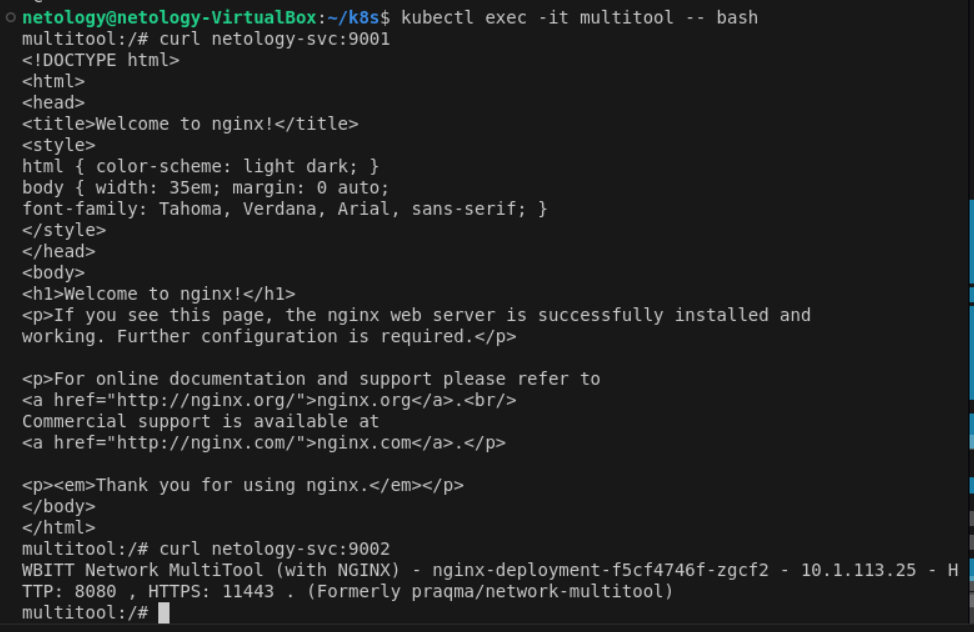 netology@netology-VirtualBox:~/k8s$ kubectl exec -it multitool -- bash
multitool:/# curl netology-svc:9001
<!DOCTYPE html>
<html>
<head>
<title>Welcome to nginx!</title>
<style>
html { color-scheme: light dark; }
body { width: 35em; margin: 0 auto;
font-family: Tahoma, Verdana, Arial, sans-serif; }
</style>
</head>
<body>
<h1>Welcome to nginx!</h1>
<p>If you see this page, the nginx web server is successfully installed and
working. Further configuration is required.</p>

<p>For online documentation and support please refer to
<a href="http://nginx.org/">nginx.org</a>.<br/>
Commercial support is available at
<a href="http://nginx.com/">nginx.com</a>.</p>

<p><em>Thank you for using nginx.</em></p>
</body>
</html>
multitool:/# curl netology-svc:9002
WBITT Network MultiTool (with NGINX) - nginx-deployment-f5cf4746f-zgcf2 - 10.1.113.25 - H
TTP: 8080 , HTTPS: 11443 . (Formerly praqma/network-multitool)
multitool:/#